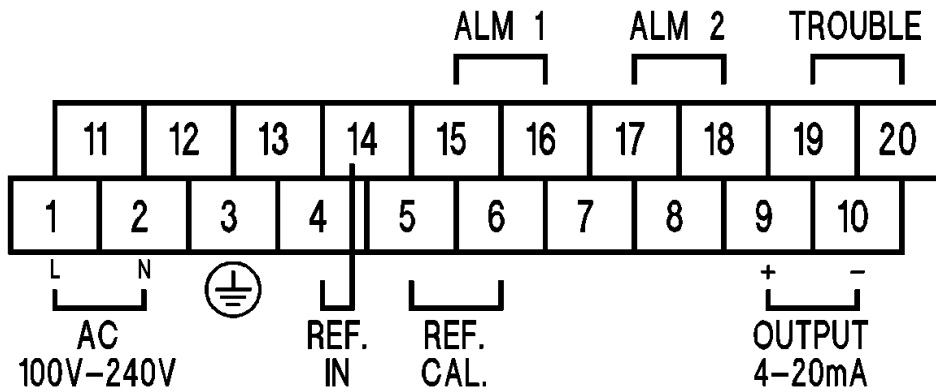 ALM 1 ALM 2 TROUBLE
11 12 13 14 15 16 17 18 19 20
1 2 3 4 5 6 7 8 9 10
L N + −
AC REF. REF. OUTPUT
100V−240V IN CAL. 4−20mA